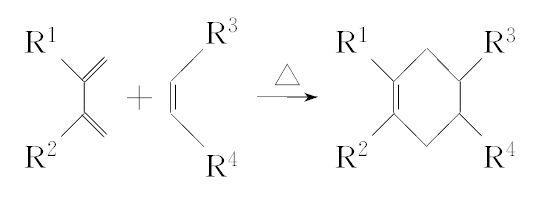 R¹ + R² R³ R⁴ △ R¹ R³
R² R⁴